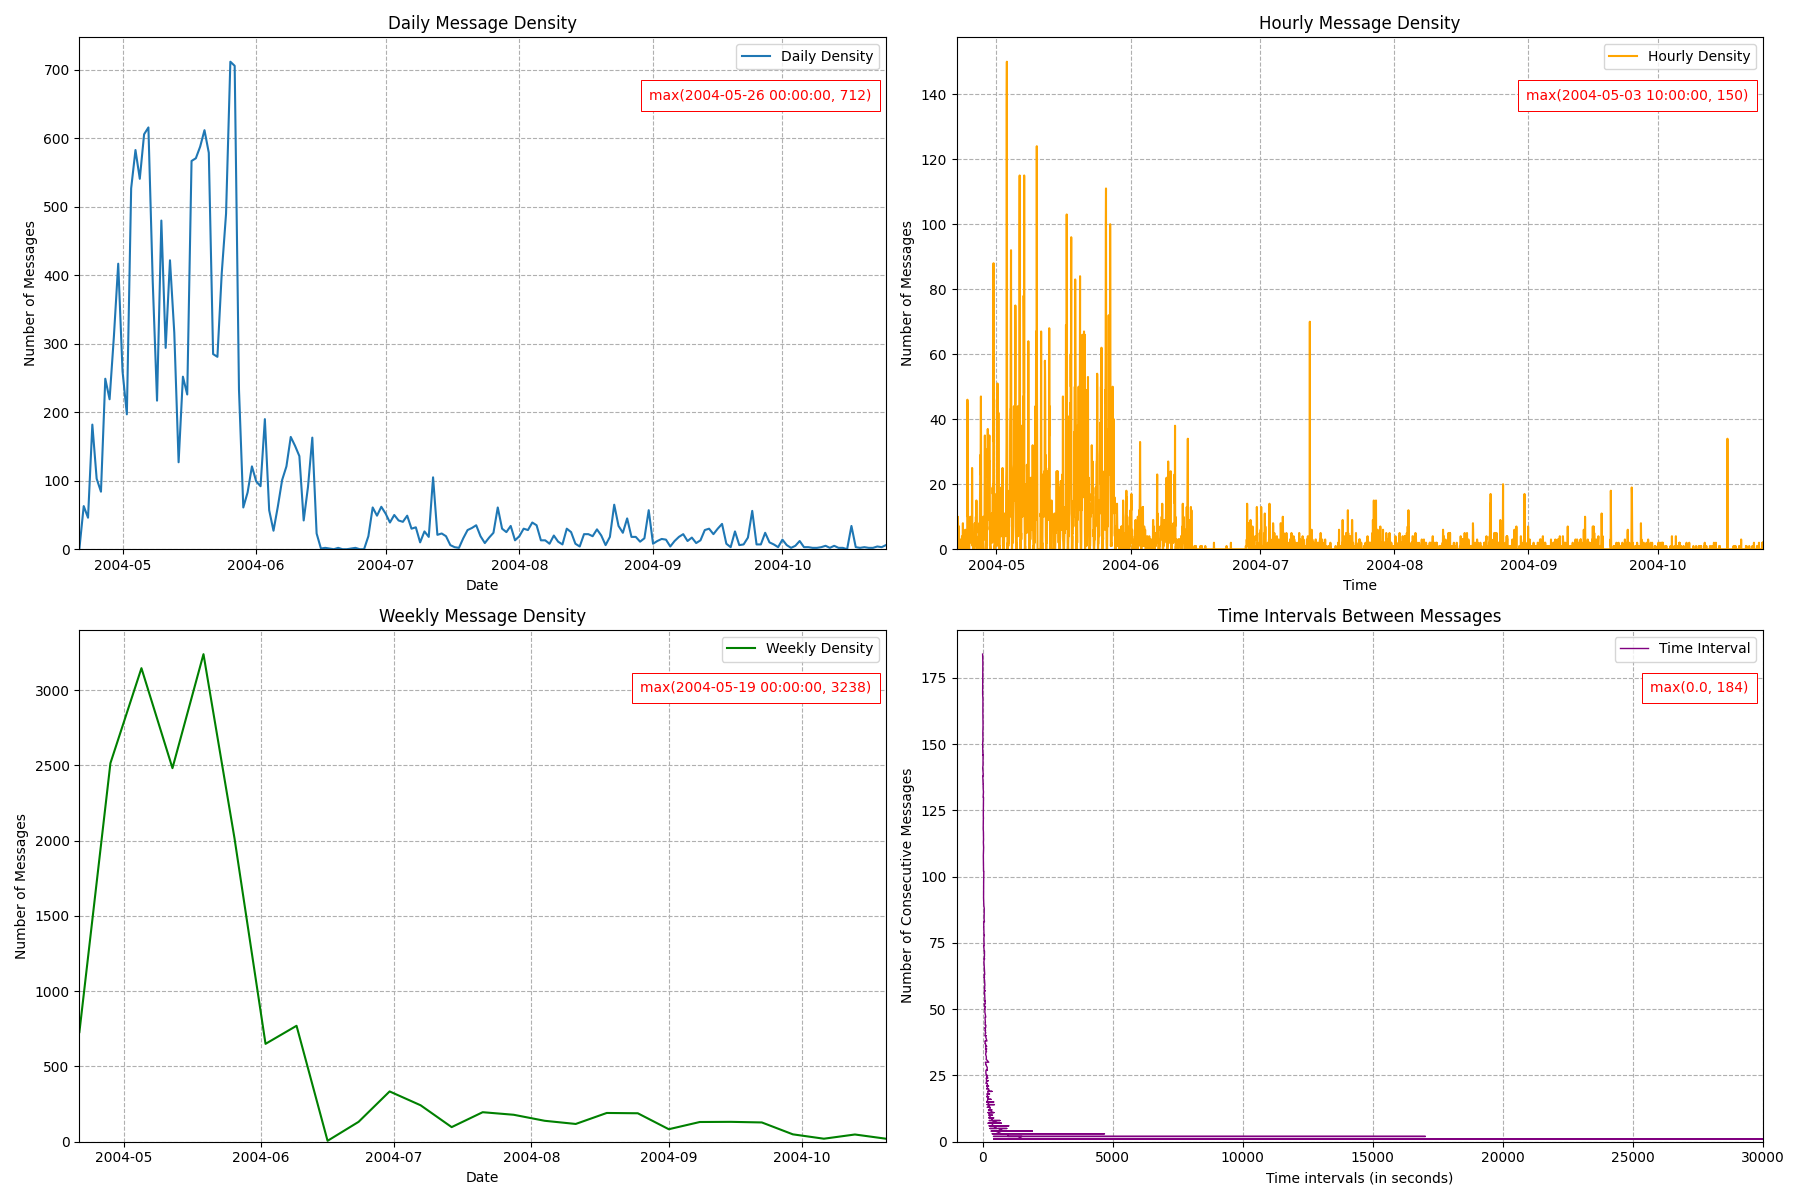 Daily Message Density
Number of Messages
700
600
500
400
300
200
100
0
Daily Density
max(2004-05-26 00:00:00, 712)
2004-05 2004-06 2004-07 2004-08 2004-09 2004-10
Date
Hourly Message Density
Number of Messages
140
120
100
80
60
40
20
0
Hourly Density
max(2004-05-03 10:00:00, 150)
2004-05 2004-06 2004-07 2004-08 2004-09 2004-10
Time
Weekly Message Density
Number of Messages
3000
2500
2000
1500
1000
500
0
Weekly Density
max(2004-05-19 00:00:00, 3238)
2004-05 2004-06 2004-07 2004-08 2004-09 2004-10
Date
Time Intervals Between Messages
Number of Consecutive Messages
175
150
125
100
75
50
25
0
Time Interval
max(0.0, 184)
0 5000 10000 15000 20000 25000 30000
Time intervals (in seconds)